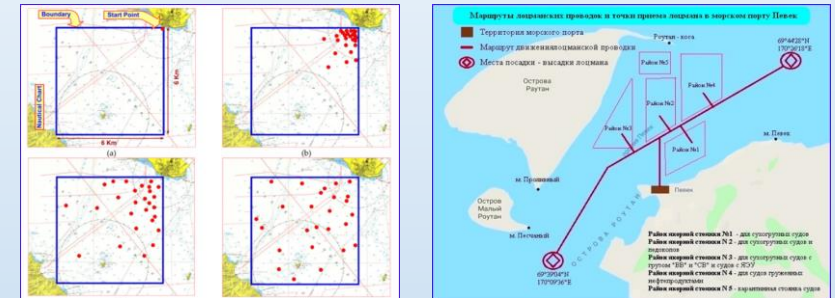 Boundary
Start Point
Nautical Chart
6 Km
6 Km
(a)
(b)
Маршруты лоцманских проводок и точки приема лоцмана в морском порту Певек
Территория морского порта
Маршрут движения лоцманской проводки
Места посадки - высадки лоцмана
Роутан - коса
69°44'28"N
170°36'18"E
Острова
Роутан
Район №5
Район №4
Район №2
Район №3
Район №1
м. Певек
Певек
Остров
Малый
Роутан
м. Песчаный
ОСТРОВА РОУТАН
69°39'04"N
170°09'36"E
Район якорной стоянки №1 - для сухогрузных судов
Район якорной стоянки N 2 - для сухогрузных судов и
ледоколов
Район якорной стоянки N 3 - для сухогрузных судов с
грузом "ВВ" и "СВ" и судов с ЯЭУ
Район якорной стоянки N 4 - для судов груженных
нефтепродуктами
Район якорной стоянки N 5 - карантинная стоянка судов